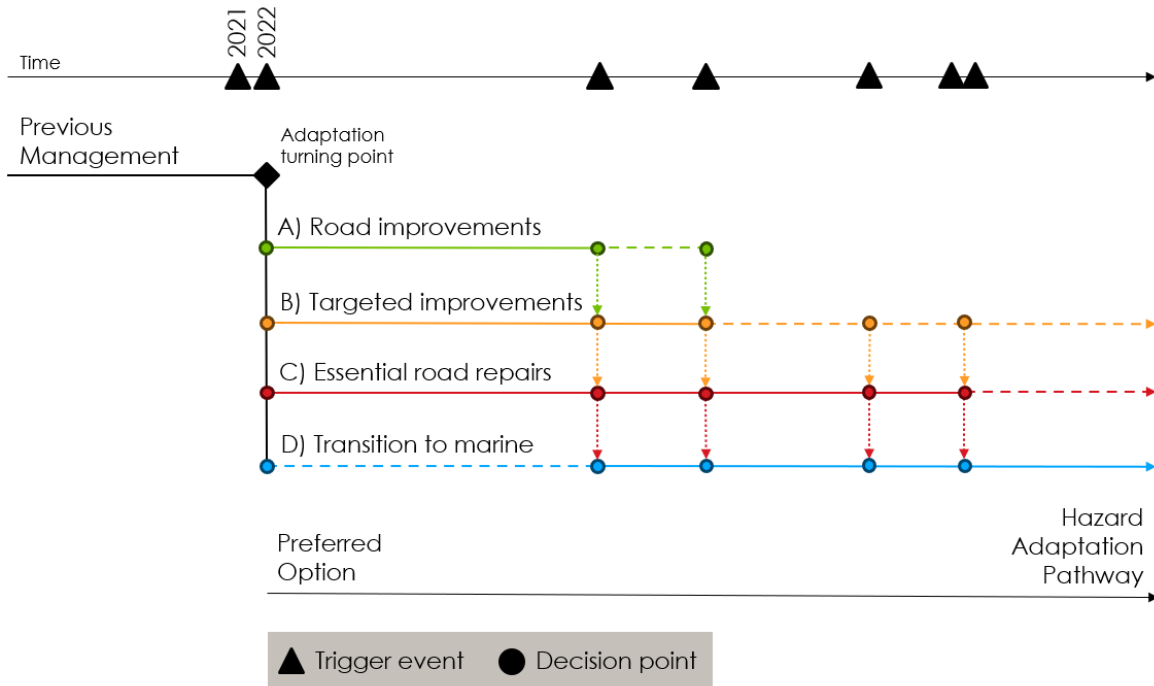 2021
2022
Time
Previous
Management
Adaptation
turning point
A) Road improvements
B) Targeted improvements
C) Essential road repairs
D) Transition to marine
Preferred
Option
Hazard
Adaptation
Pathway
Trigger event
Decision point